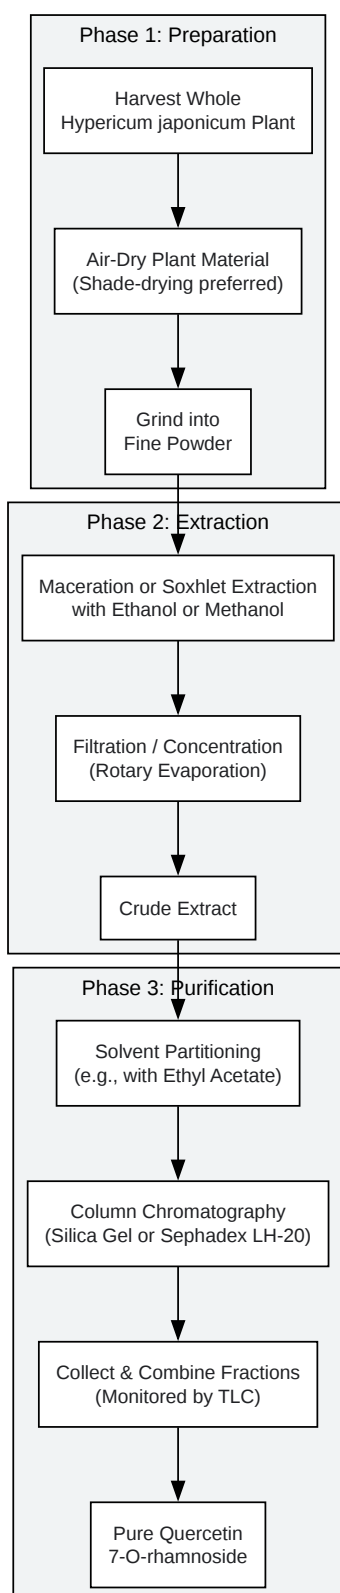 Phase 1: Preparation
Harvest Whole
Hypericum japonicum Plant
Air-Dry Plant Material
(Shade-drying preferred)
Grind into
Fine Powder
Phase 2: Extraction
Maceration or Soxhlet Extraction
with Ethanol or Methanol
Filtration / Concentration
(Rotary Evaporation)
Crude Extract
Phase 3: Purification
Solvent Partitioning
(e.g., with Ethyl Acetate)
Column Chromatography
(Silica Gel or Sephadex LH-20)
Collect & Combine Fractions
(Monitored by TLC)
Pure Quercetin
7-O-rhamnoside